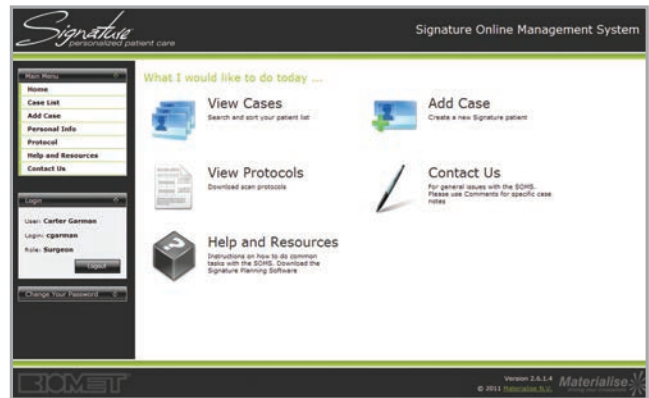 Signature
personalized patient care
Signature Online Management System
Main Menu
Home
Case List
Add Case
Personal Info
Protocol
Help and Resources
Contact Us
Login
User: Carter Garman
Login: cgarman
Role: Surgeon
Logout
Change Your Password
What I would like to do today ...
View Cases
Search and sort your patient list
Add Case
Create a new Signature patient
View Protocols
Download scan protocols
Contact Us
For general issues with the SOMS.
Please use Comments for specific case
notes
Help and Resources
Instructions on how to do common
tasks with the SOMS. Download the
Signature Planning Software
BIOMET
Version 2.6.1.4
© 2011 Materialise N.V.
Materialise